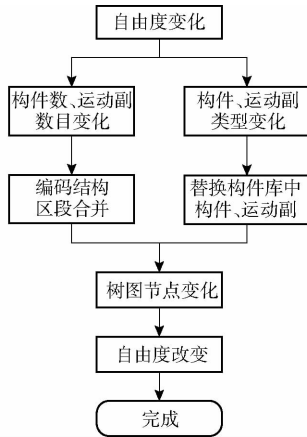 自由度变化
构件数、运动副
数目变化
构件、运动副
类型变化
编码结构
区段合并
替换构件库中
构件、运动副
树图节点变化
自由度改变
完成